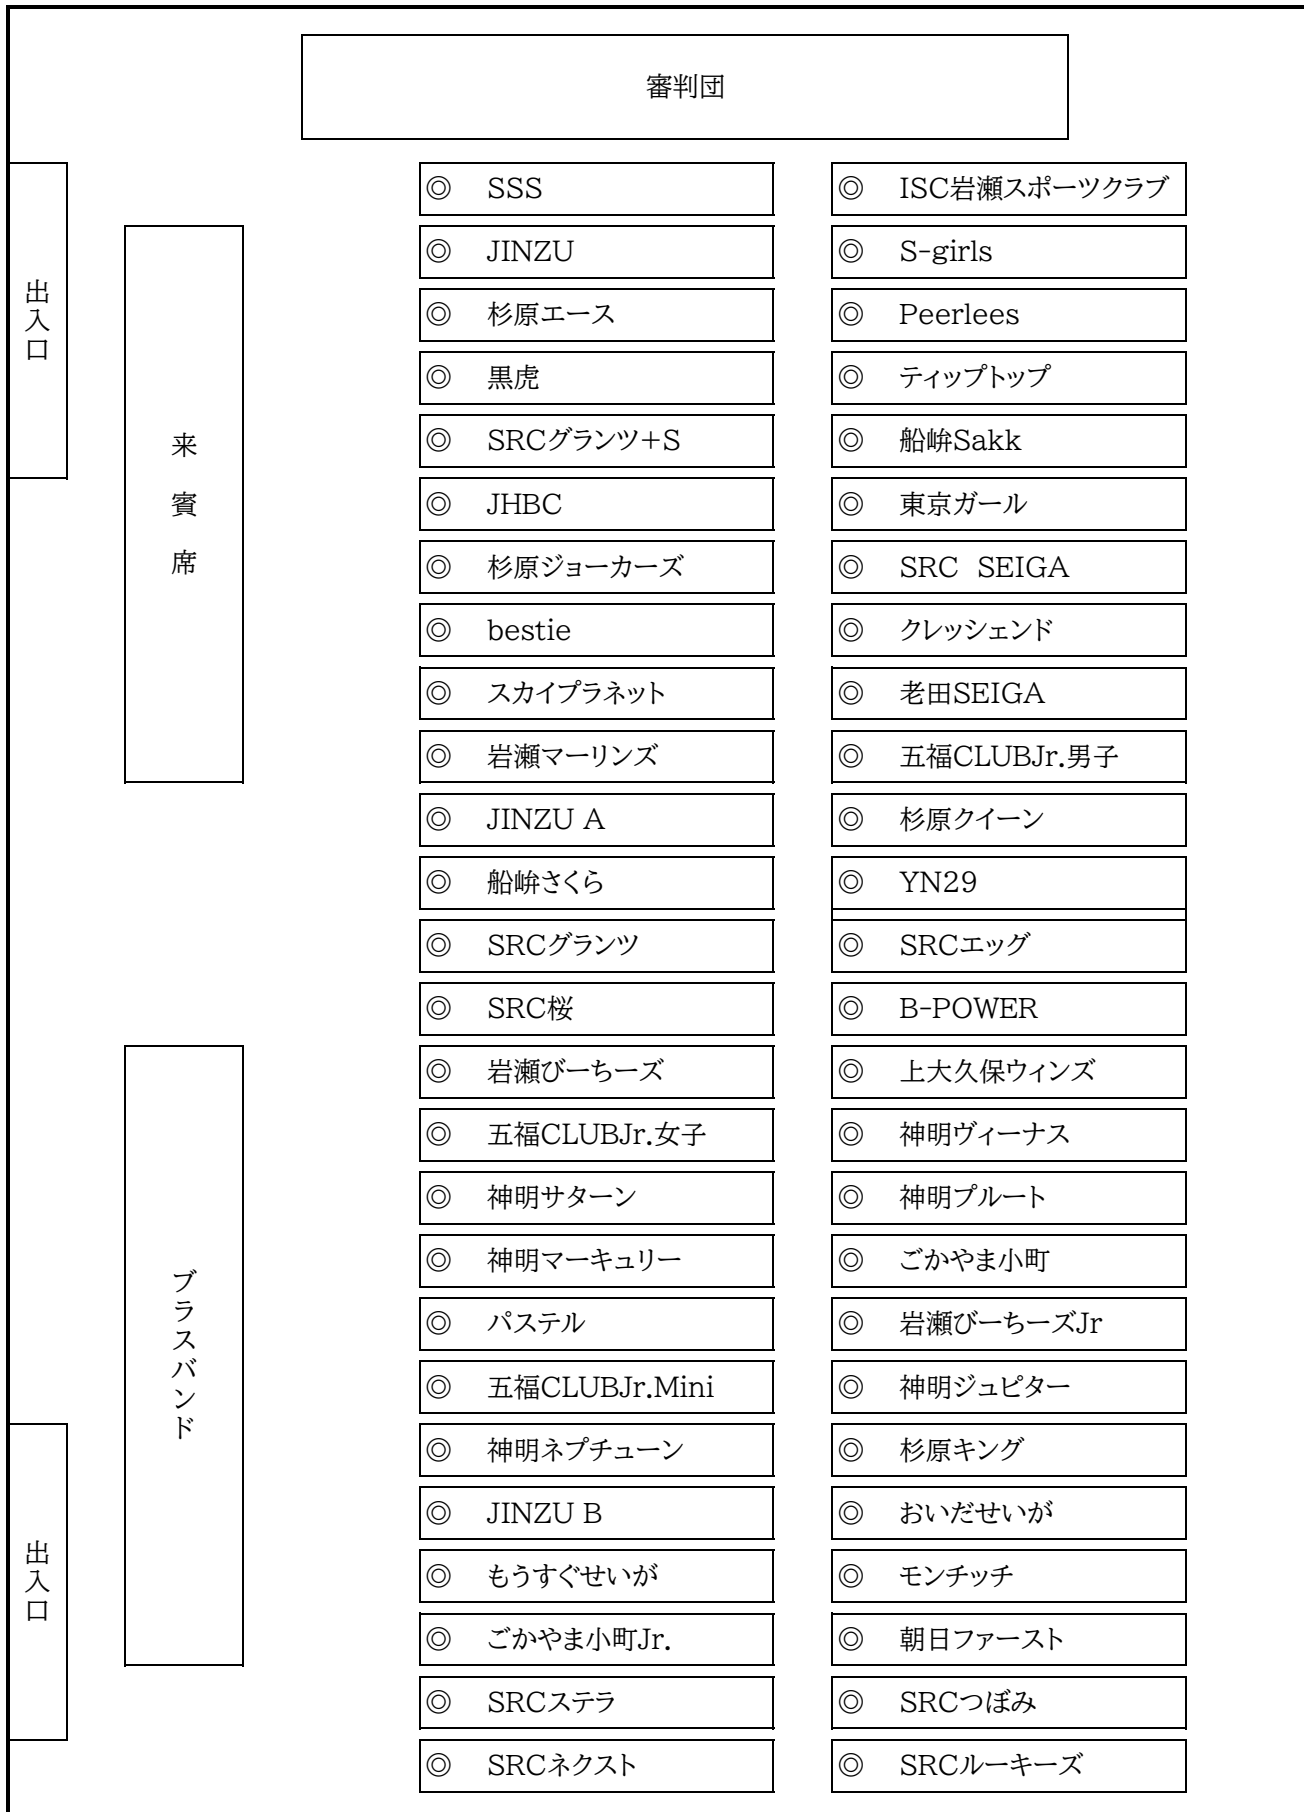 審判団
出入口
来賓席
ブラスバンド
出入口
◎ SSS
◎ JINZU
◎ 杉原エース
◎ 黒虎
◎ SRCグランツ+S
◎ JHBC
◎ 杉原ジョーカーズ
◎ bestie
◎ スカイプラネット
◎ 岩瀬マーリンズ
◎ JINZU A
◎ 船峅さくら
◎ SRCグランツ
◎ SRC桜
◎ 岩瀬びーちーズ
◎ 五福CLUBJr.女子
◎ 神明サターン
◎ 神明マーキュリー
◎ パステル
◎ 五福CLUBJr.Mini
◎ 神明ネプチューン
◎ JINZU B
◎ もうすぐせいが
◎ ごかやま小町Jr.
◎ SRCステラ
◎ SRCネクスト
◎ ISC岩瀬スポーツクラブ
◎ S-girls
◎ Peerlees
◎ ティップトップ
◎ 船峅Sakk
◎ 東京ガール
◎ SRC SEIGA
◎ クレッシェンド
◎ 老田SEIGA
◎ 五福CLUBJr.男子
◎ 杉原クイーン
◎ YN29
◎ SRCエッグ
◎ B-POWER
◎ 上大久保ウィンズ
◎ 神明ヴィーナス
◎ 神明プルート
◎ ごかやま小町
◎ 岩瀬びーちーズJr
◎ 神明ジュピター
◎ 杉原キング
◎ おいだせいが
◎ モンチッチ
◎ 朝日ファースト
◎ SRCつぼみ
◎ SRCルーキーズ